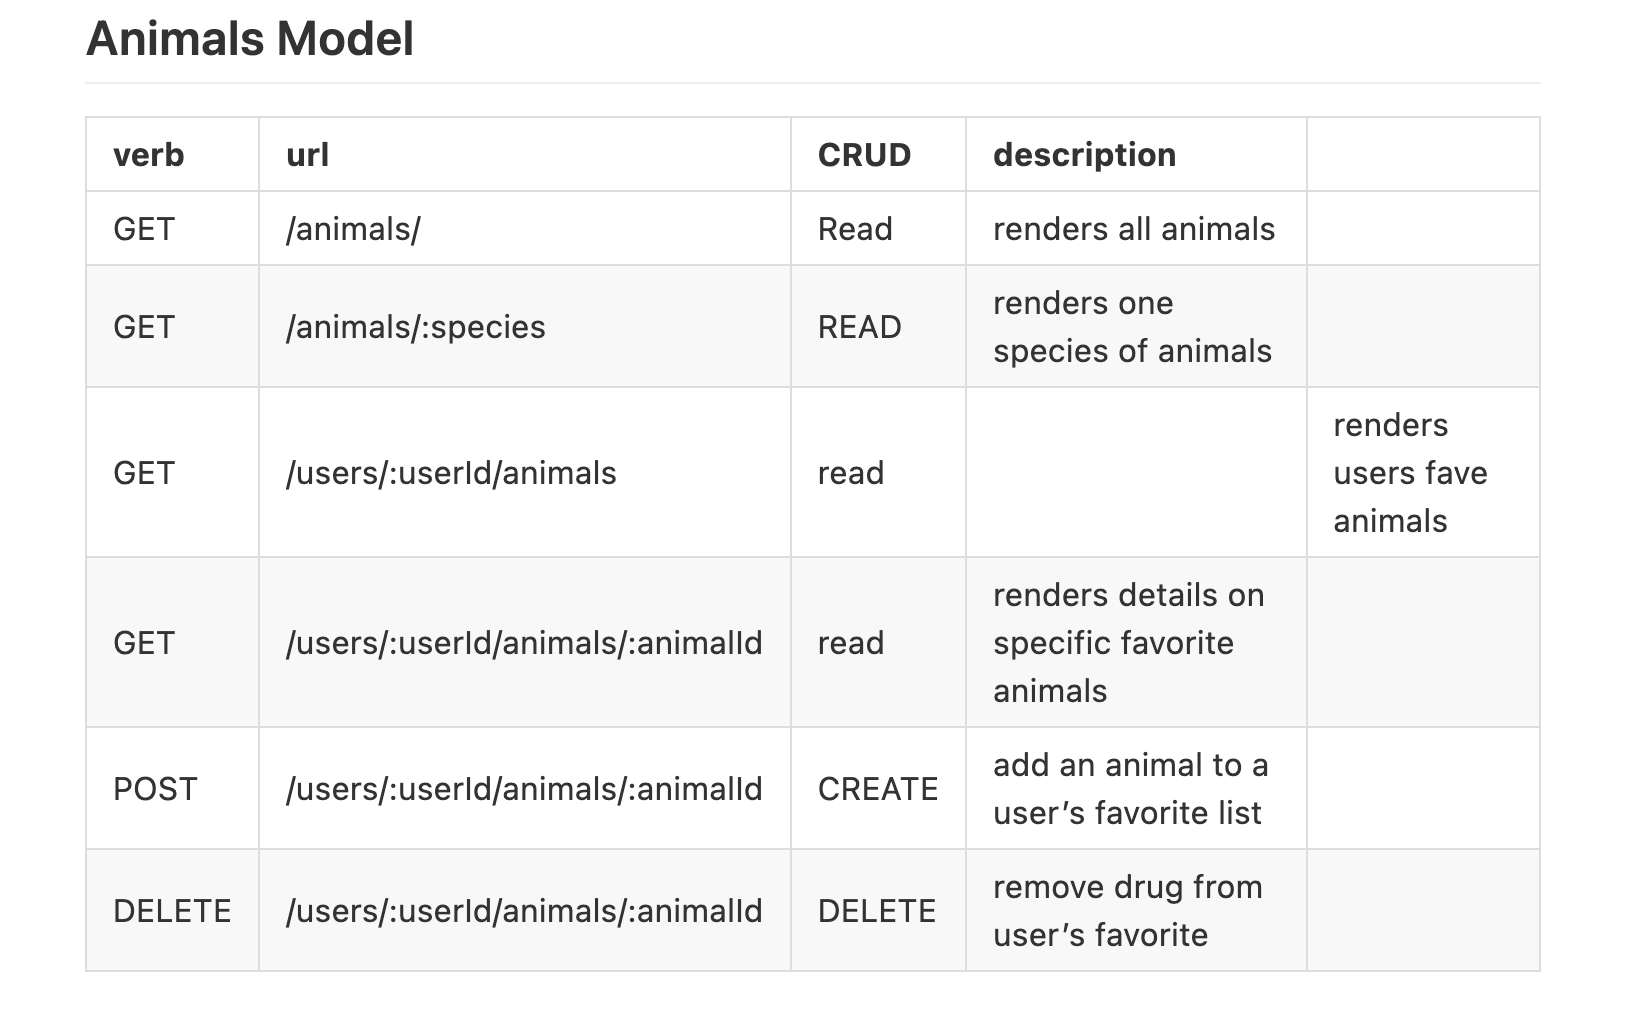 Animals Model
verb url CRUD description
GET /animals/ Read renders all animals
GET /animals/:species READ renders one
species of animals
GET /users/:userId/animals read renders
users fave
animals
GET /users/:userId/animals/:animalId read renders details on
specific favorite
animals
POST /users/:userId/animals/:animalId CREATE add an animal to a
user’s favorite list
DELETE /users/:userId/animals/:animalId DELETE remove drug from
user’s favorite